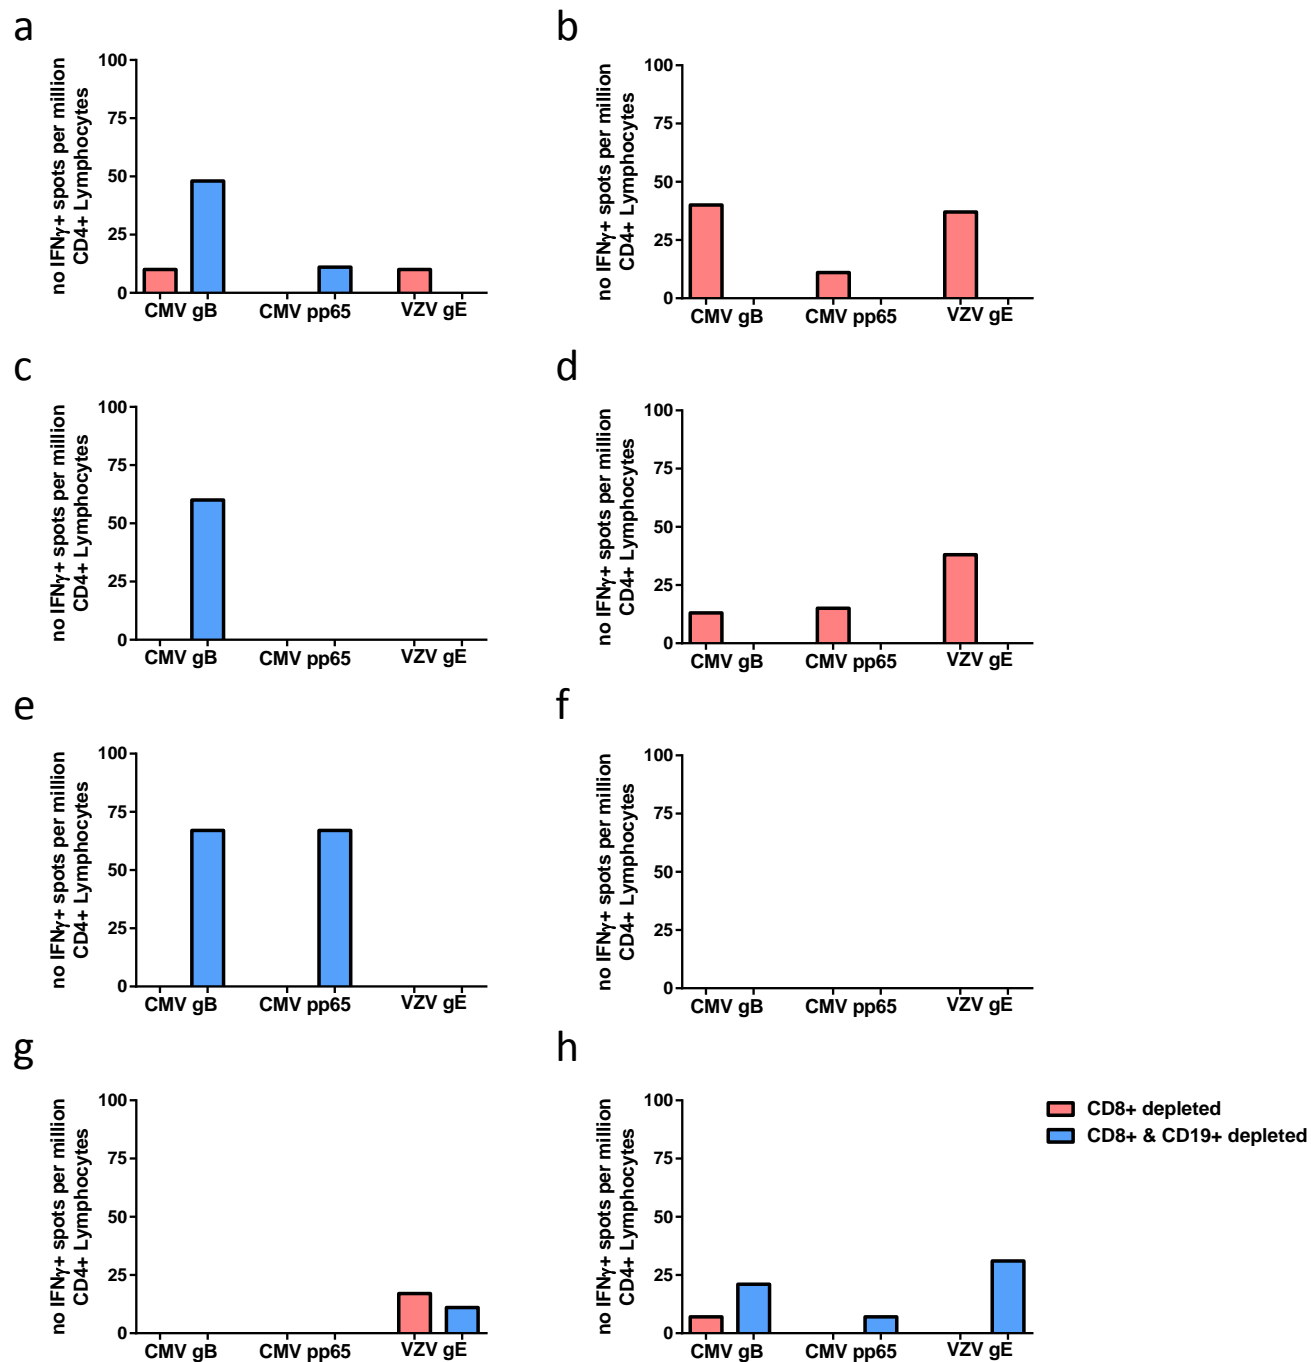 a
no IFNγ+ spots per million
CD4+ Lymphocytes
100
75
50
25
0
CMV gB
CMV pp65
VZV gE
b
no IFNγ+ spots per million
CD4+ Lymphocytes
100
75
50
25
0
CMV gB
CMV pp65
VZV gE
c
no IFNγ+ spots per million
CD4+ Lymphocytes
100
75
50
25
0
CMV gB
CMV pp65
VZV gE
d
no IFNγ+ spots per million
CD4+ Lymphocytes
100
75
50
25
0
CMV gB
CMV pp65
VZV gE
e
no IFNγ+ spots per million
CD4+ Lymphocytes
100
75
50
25
0
CMV gB
CMV pp65
VZV gE
f
no IFNγ+ spots per million
CD4+ Lymphocytes
100
75
50
25
0
CMV gB
CMV pp65
VZV gE
g
no IFNγ+ spots per million
CD4+ Lymphocytes
100
75
50
25
0
CMV gB
CMV pp65
VZV gE
h
no IFNγ+ spots per million
CD4+ Lymphocytes
100
75
50
25
0
CMV gB
CMV pp65
VZV gE
CD8+ depleted
CD8+ & CD19+ depleted